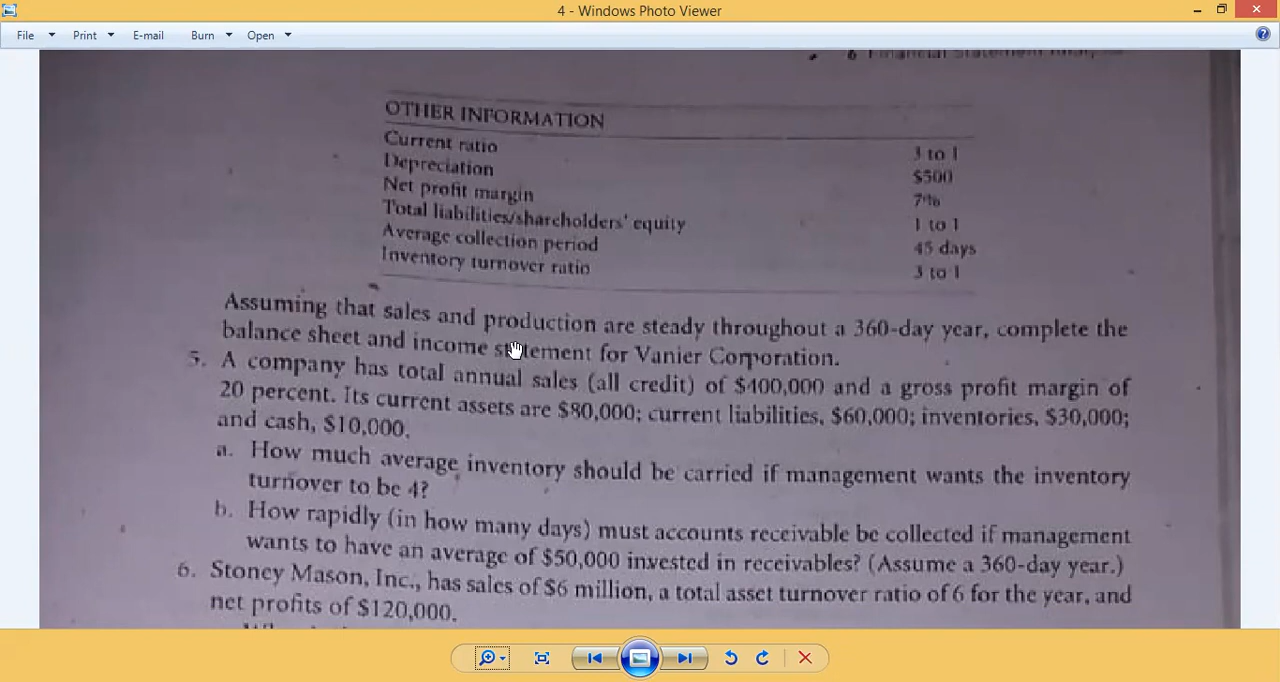 4 - Windows Photo Viewer
File Print E-mail Burn Open
6 Financial Statement
OTHER INFORMATION
Current ratio 3 to 1
Depreciation $500
Net profit margin 7%
Total liabilities/shareholders' equity 1 to 1
Average collection period 45 days
Inventory turnover ratio 3 to 1
Assuming that sales and production are steady throughout a 360-day year, complete the
balance sheet and income statement for Vanier Corporation.
5. A company has total annual sales (all credit) of $400,000 and a gross profit margin of
20 percent. Its current assets are $80,000; current liabilities, $60,000; inventories, $30,000;
and cash, $10,000.
a. How much average inventory should be carried if management wants the inventory
turnover to be 4?
b. How rapidly (in how many days) must accounts receivable be collected if management
wants to have an average of $50,000 invested in receivables? (Assume a 360-day year.)
6. Stoney Mason, Inc., has sales of $6 million, a total asset turnover ratio of 6 for the year, and
net profits of $120,000.